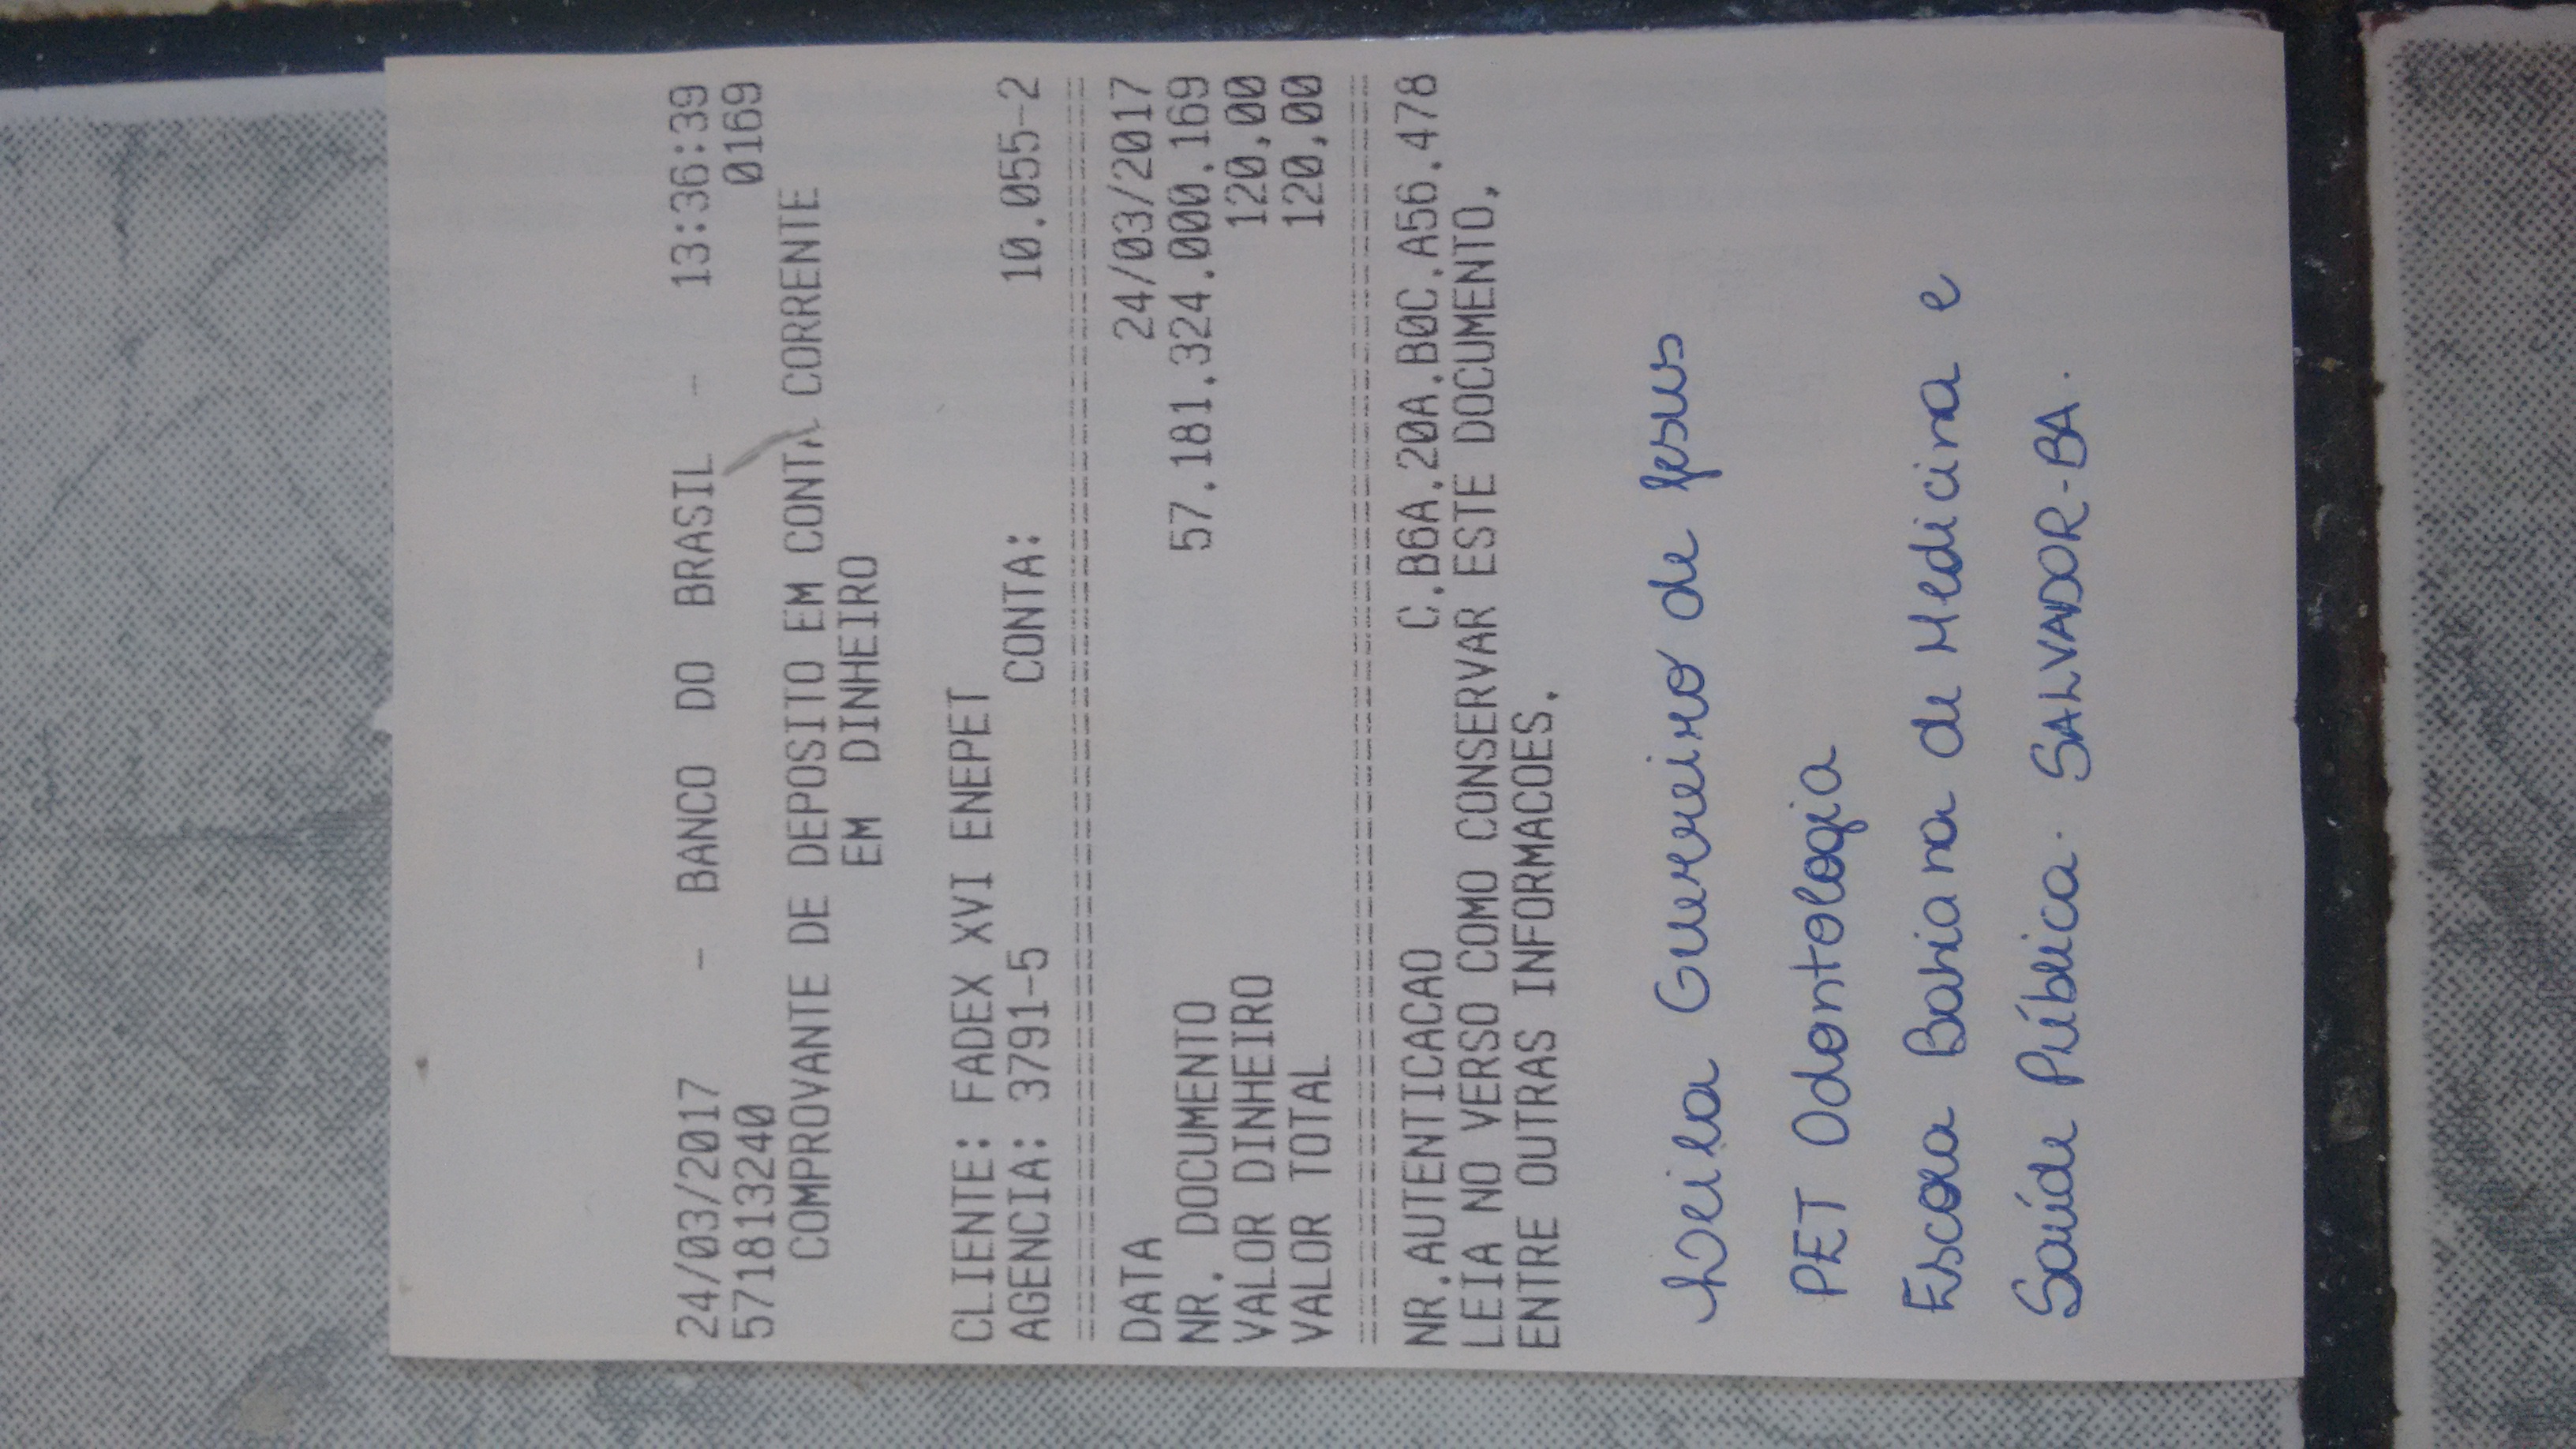 24/03/2017 - BANCO DO BRASIL - 13:36:39
571813240 0169
COMPROVANTE DE DEPOSITO EM CONTA CORRENTE
EM DINHEIRO
CLIENTE: FADEX XVI ENEPET
AGENCIA: 3791-5 CONTA: 10.055-2
================================================
DATA 24/03/2017
NR. DOCUMENTO 57.181.324.000.169
VALOR DINHEIRO 120,00
VALOR TOTAL 120,00
================================================
NR.AUTENTICACAO C.B6A.20A.B0C.A56.478
LEIA NO VERSO COMO CONSERVAR ESTE DOCUMENTO,
ENTRE OUTRAS INFORMACOES.
Leila Guerreiro de Jesus
PET Odontologia
Escola Bahiana de Medicina e
Saúde Pública. SALVADOR-BA.